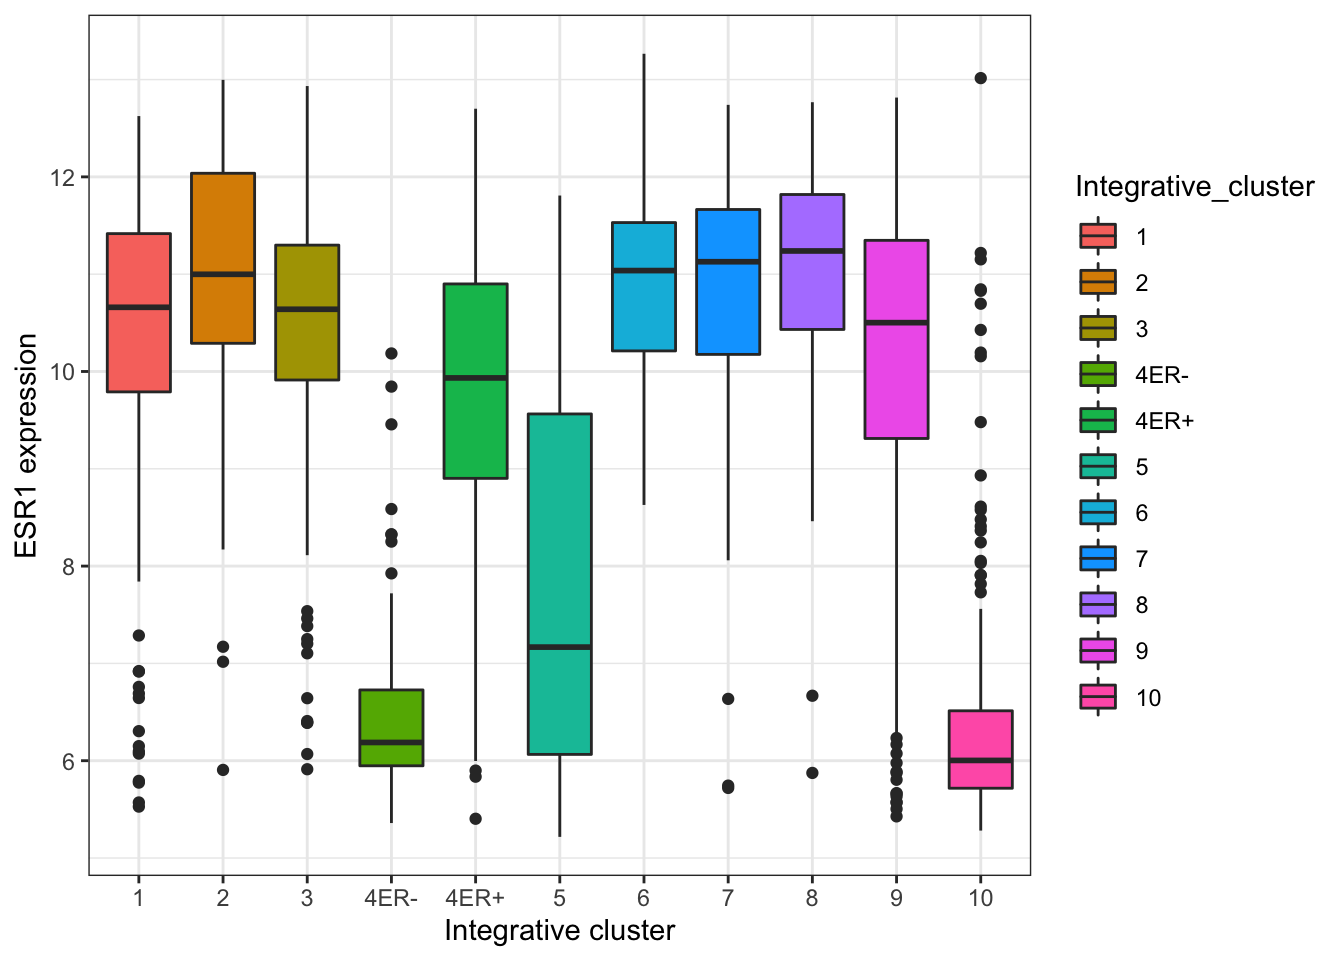 ESR1 expression
12
10
8
6
1 2 3 4ER- 4ER+ 5 6 7 8 9 10
Integrative cluster
Integrative_cluster
1
2
3
4ER-
4ER+
5
6
7
8
9
10